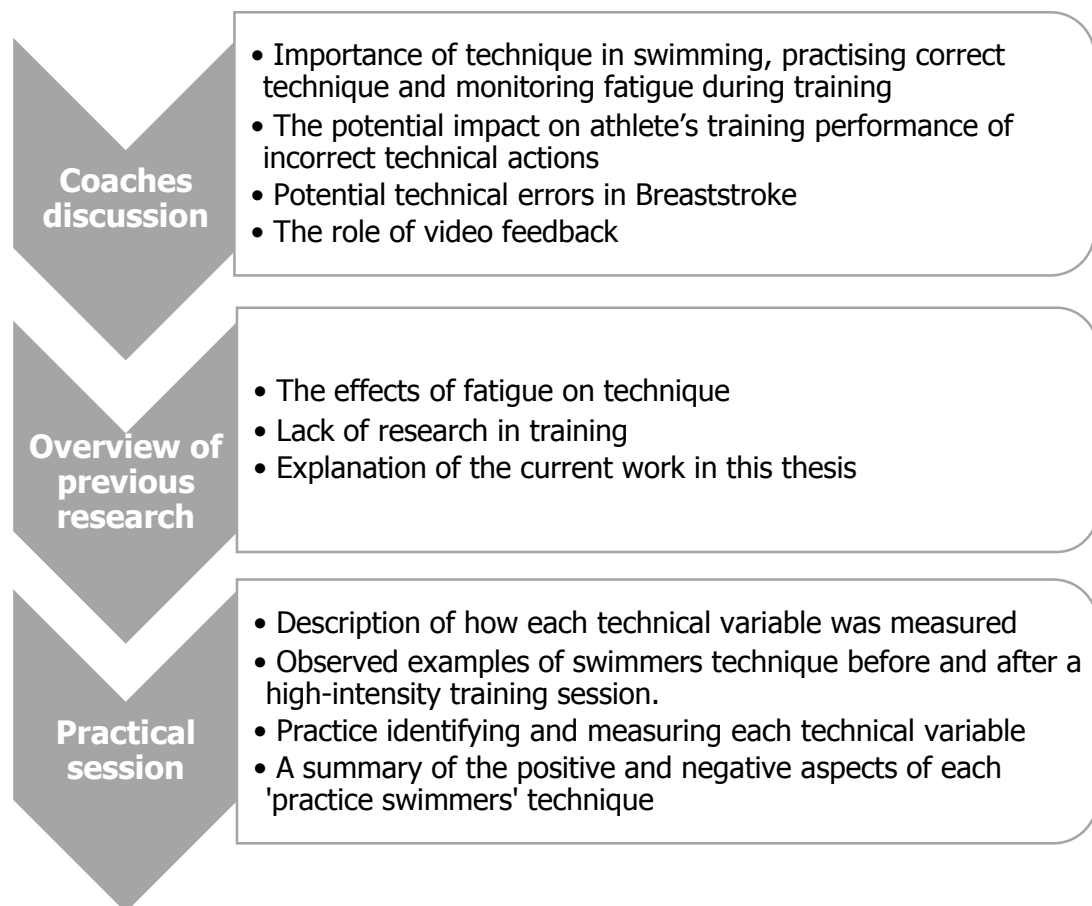 Coaches
discussion
• Importance of technique in swimming, practising correct
technique and monitoring fatigue during training
• The potential impact on athlete's training performance of
incorrect technical actions
• Potential technical errors in Breaststroke
• The role of video feedback
Overview of
previous
research
• The effects of fatigue on technique
• Lack of research in training
• Explanation of the current work in this thesis
Practical
session
• Description of how each technical variable was measured
• Observed examples of swimmers technique before and after a
high-intensity training session.
• Practice identifying and measuring each technical variable
• A summary of the positive and negative aspects of each
'practice swimmers' technique